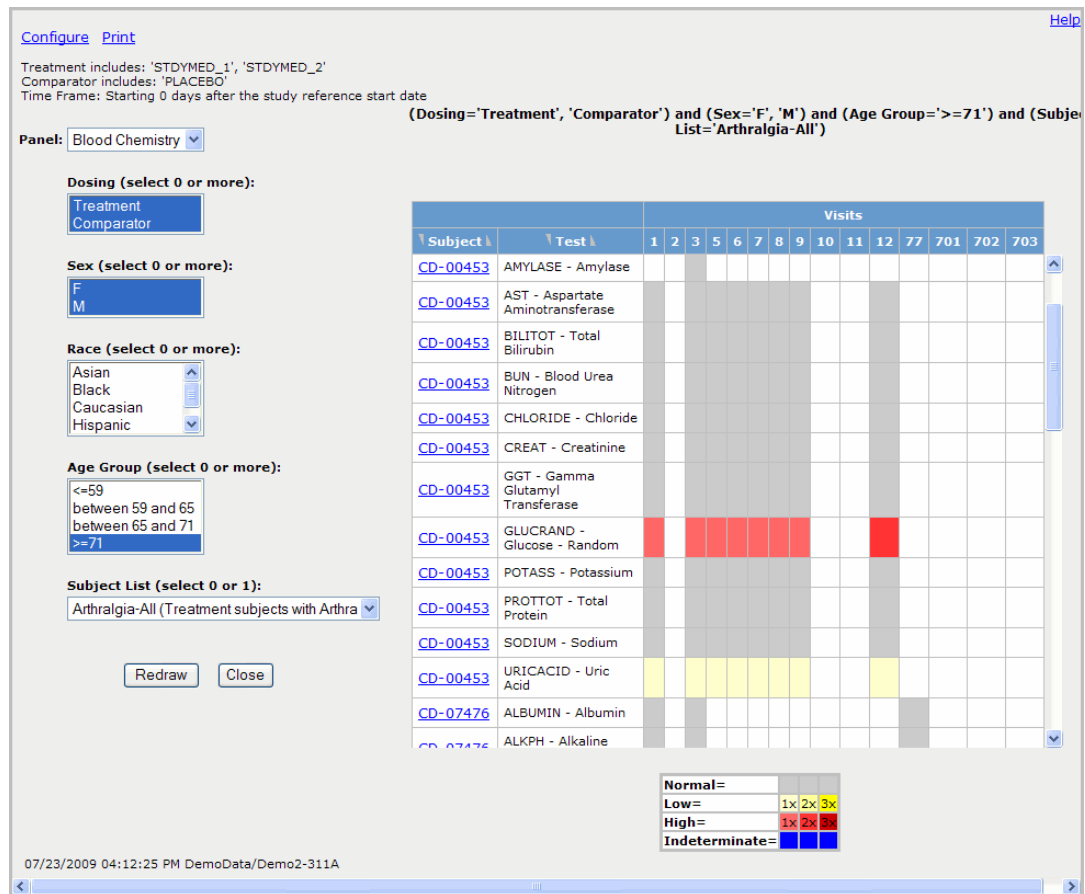 Help
Configure Print
Treatment includes: 'STDYMED_1', 'STDYMED_2'
Comparator includes: 'PLACEBO'
Time Frame: Starting 0 days after the study reference start date
(Dosing='Treatment', 'Comparator') and (Sex='F', 'M') and (Age Group='>=71') and (Subje
List='Arthralgia-All')
Panel: Blood Chemistry
Dosing (select 0 or more):
Treatment
Comparator
Sex (select 0 or more):
F
M
Race (select 0 or more):
Asian
Black
Caucasian
Hispanic
Age Group (select 0 or more):
<=59
between 59 and 65
between 65 and 71
>=71
Subject List (select 0 or 1):
Arthralgia-All (Treatment subjects with Arthra
Redraw Close
Visits
Subject Test 1 2 3 5 6 7 8 9 10 11 12 77 701 702 703
CD-00453 AMYLASE - Amylase
CD-00453 AST - Aspartate
Aminotransferase
CD-00453 BILITOT - Total
Bilirubin
CD-00453 BUN - Blood Urea
Nitrogen
CD-00453 CHLORIDE - Chloride
CD-00453 CREAT - Creatinine
CD-00453 GGT - Gamma
Glutamyl
Transferase
CD-00453 GLUCRAND -
Glucose - Random
CD-00453 POTASS - Potassium
CD-00453 PROTTOT - Total
Protein
CD-00453 SODIUM - Sodium
CD-00453 URICACID - Uric
Acid
CD-07476 ALBUMIN - Albumin
CD-07476 ALKPH - Alkaline
Normal=
Low= 1x 2x 3x
High= 1x 2x 3x
Indeterminate=
07/23/2009 04:12:25 PM DemoData/Demo2-311A